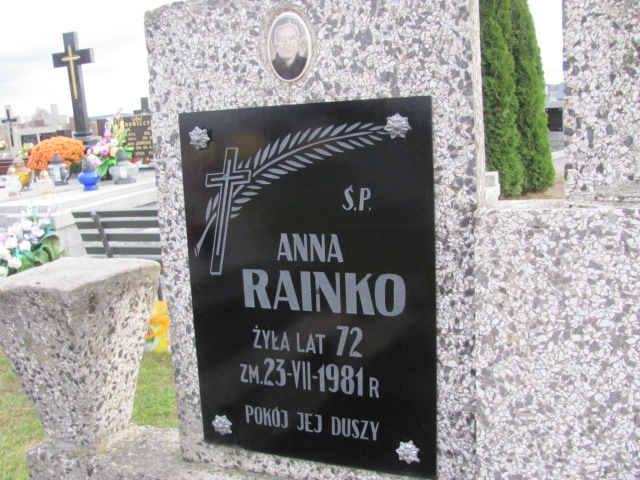 Ś.P.
ANNA
RAINKO
ŻYŁA LAT 72
ZM.23-VII-1981 R
POKÓJ JEJ DUSZY